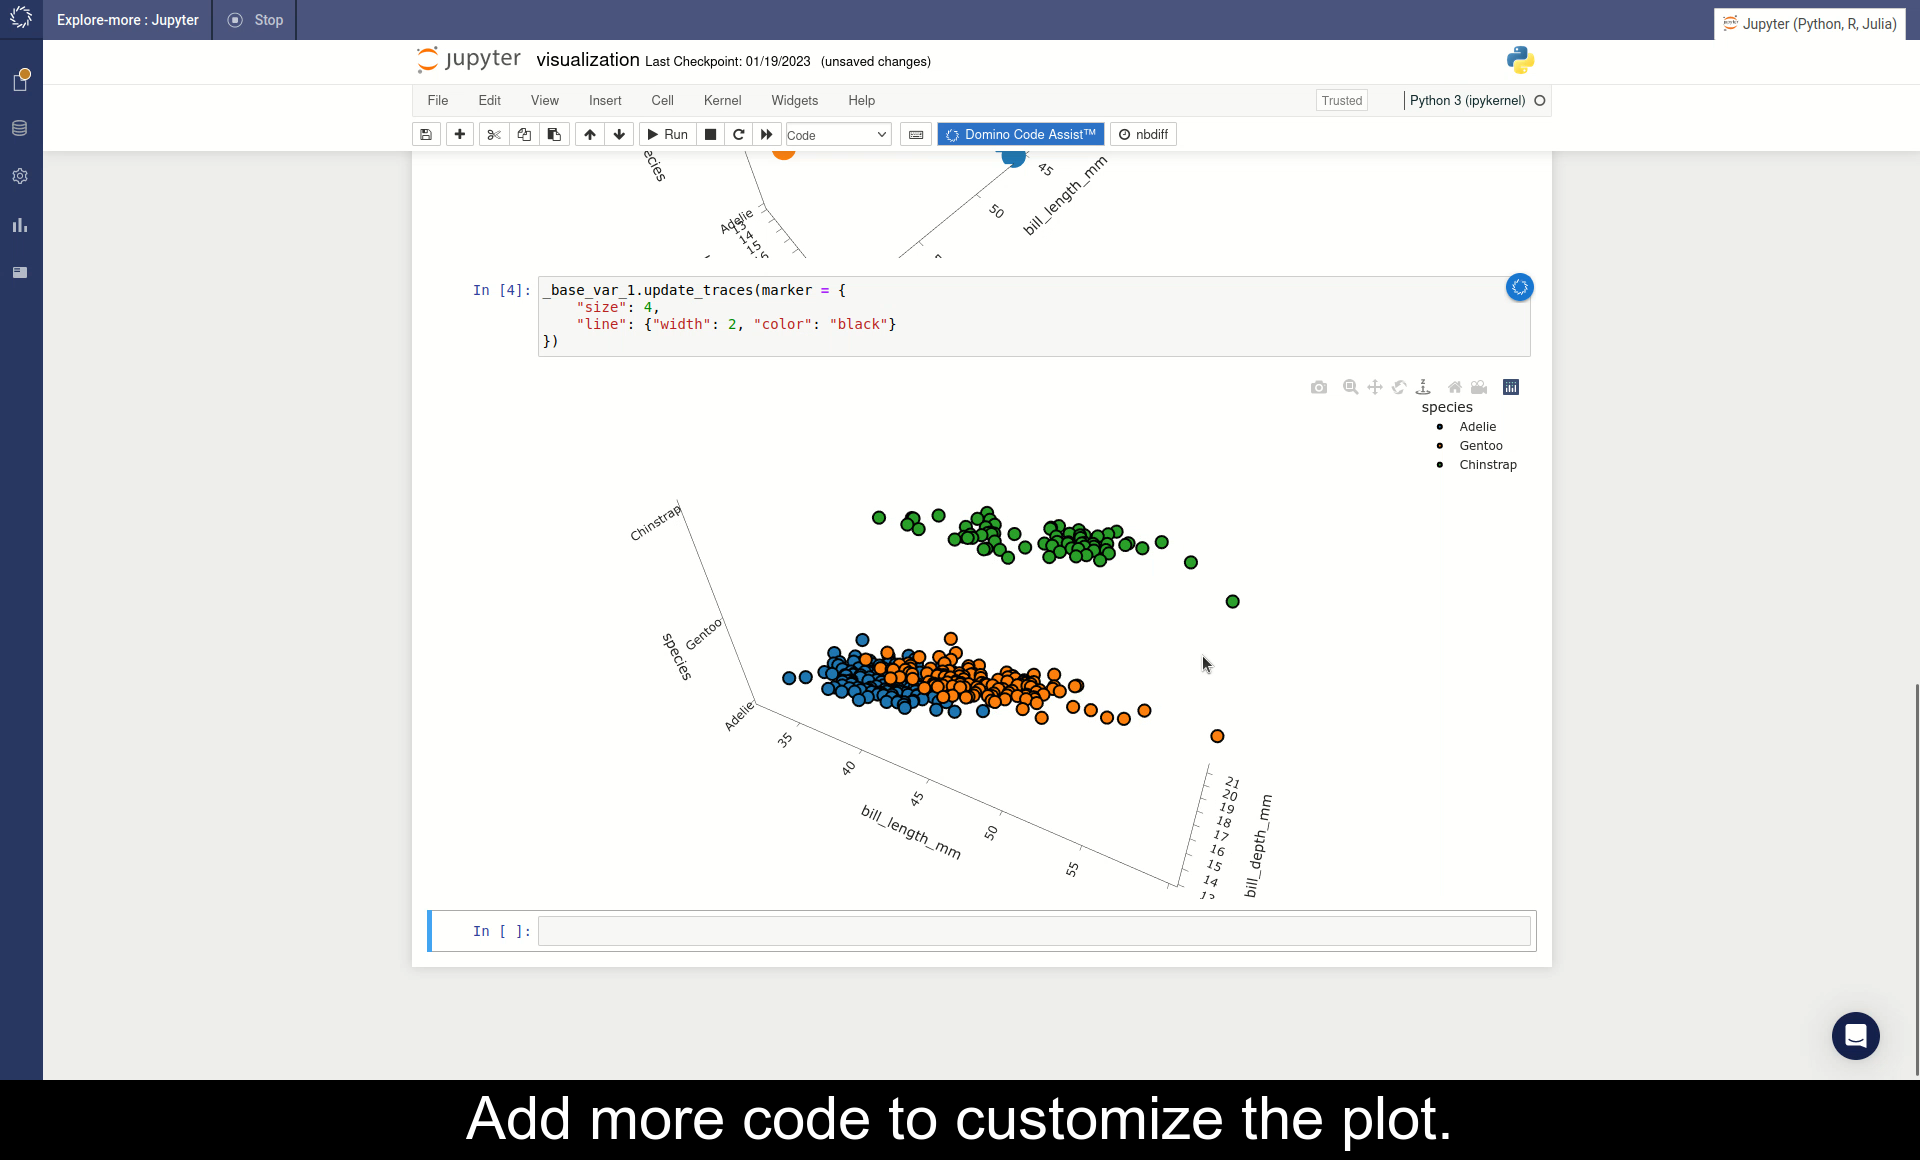 Explore-more : Jupyter
Stop
Jupyter (Python, R, Julia)
jupyter visualization Last Checkpoint: 01/19/2023 (unsaved changes)
File Edit View Insert Cell Kernel Widgets Help
Trusted Python 3 (ipykernel)
Run Code Domino Code Assist™ nbdiff
ecies
Adelie
13
14
15
45
50
bill_length_mm
In [4]: _base_var_1.update_traces(marker = {
"size": 4,
"line": {"width": 2, "color": "black"}
})
species
Adelie
Gentoo
Chinstrap
Chinstrap
Gentoo
Adelie
species
35
40
45
50
55
bill_length_mm
21
20
19
18
17
16
15
14
bill_depth_mm
In [ ]:
Add more code to customize the plot.